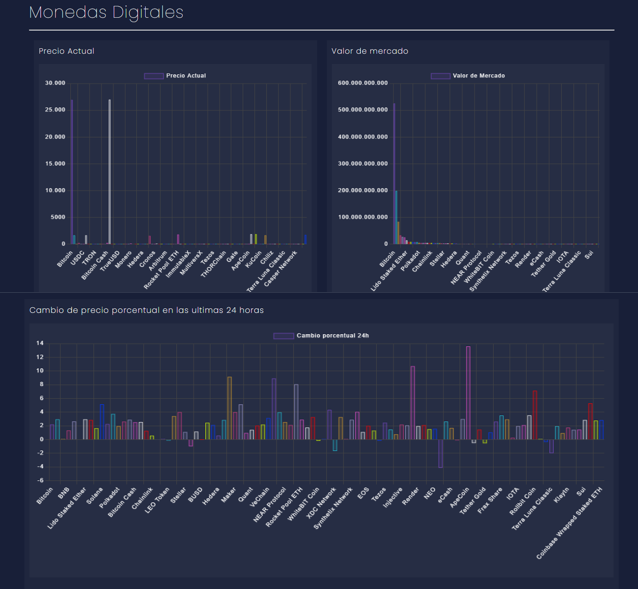 Monedas Digitales
Precio Actual
Precio Actual
30.000
25.000
20.000
15.000
10.000
5000
0
Bitcoin
USDC
TRON
Bitcoin Cash
TrueUSD
Monero
Hedera
Cronos
Arbitrum
Rocket Pool ETH
ImmutableX
MultiversX
Tezos
THORChain
Gala
ApeCoin
KuCoin
Chiliz
Terra Luna Classic
Casper Network
Valor de mercado
Valor de Mercado
600.000.000.000
500.000.000.000
400.000.000.000
300.000.000.000
200.000.000.000
100.000.000.000
0
Bitcoin
Lido Staked Ether
Polkadot
Chainlink
Stellar
Hedera
Quant
NEAR Protocol
WhiteBIT Coin
Synthetix Network
Tezos
Render
eCash
Tether Gold
IOTA
Terra Luna Classic
Sui
Cambio de precio porcentual en las ultimas 24 horas
Cambio porcentual 24h
14
12
10
8
6
4
2
0
-2
-4
-6
Bitcoin
BNB
Lido Staked Ether
Solana
Polkadot
Bitcoin Cash
Chainlink
LEO Token
Stellar
BUSD
Hedera
Maker
Quant
VeChain
NEAR Protocol
Rocket Pool ETH
WhiteBIT Coin
XDC Network
Synthetix Network
EOS
Tezos
Injective
Render
NEO
eCash
ApeCoin
Tether Gold
Frax Share
IOTA
Rollbit Coin
Terra Luna Classic
Klaytn
Sui
Coinbase Wrapped Staked ETH